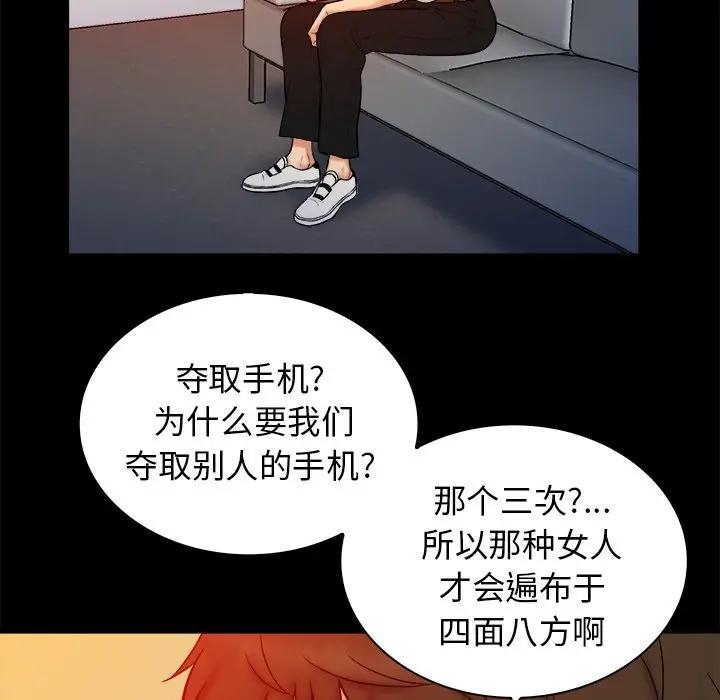 夺取手机?
为什么要我们
夺取别人的手机?
那个三次?...
所以那种女人
才会遍布于
四面八方啊